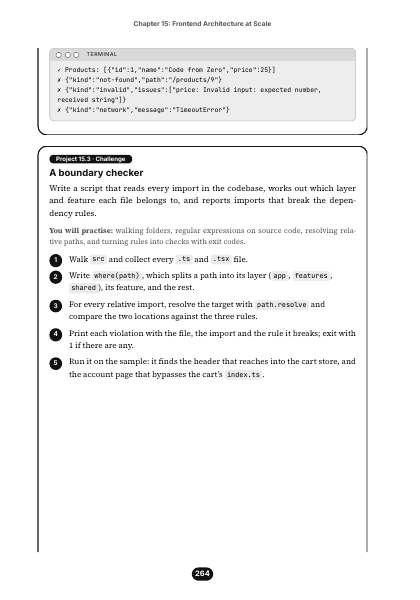 Chapter 15: Frontend Architecture at Scale
TERMINAL
✓ Products: [{"id":1,"name":"Code from Zero","price":25}]
✗ {"kind":"not-found","path":"/products/9"}
✗ {"kind":"invalid","issues":["price: Invalid input: expected number,
received string"]}
✗ {"kind":"network","message":"TimeoutError"}
Project 15.3 · Challenge
A boundary checker
Write a script that reads every import in the codebase, works out which layer
and feature each file belongs to, and reports imports that break the depen-
dency rules.
You will practise: walking folders, regular expressions on source code, resolving rela-
tive paths, and turning rules into checks with exit codes.
1 Walk src and collect every .ts and .tsx file.
2 Write where(path), which splits a path into its layer (app, features,
shared), its feature, and the rest.
3 For every relative import, resolve the target with path.resolve and
compare the two locations against the three rules.
4 Print each violation with the file, the import and the rule it breaks; exit with
1 if there are any.
5 Run it on the sample: it finds the header that reaches into the cart store, and
the account page that bypasses the cart's index.ts.
264